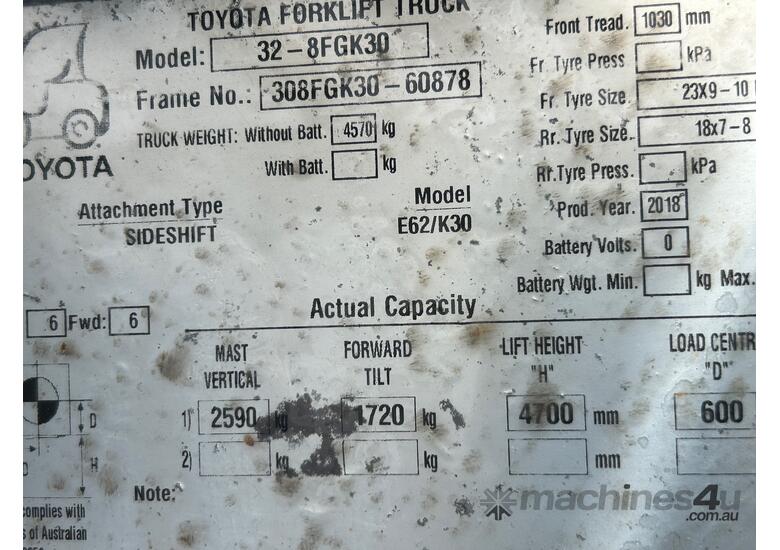 TOYOTA FORKLIFT TRUCK
Model: 32-8FGK30
Frame No.: 308FGK30-60878
TRUCK WEIGHT: Without Batt. 4570 kg
With Batt. kg
OYOTA
Attachment Type
SIDESHIFT
Model
E62/K30
Front Tread. 1030 mm
Fr. Tyre Press kPa
Fr. Tyre Size. 23X9-10
Rr. Tyre Size. 18x7-8
Rr.Tyre Press. kPa
Prod. Year. 2018
Battery Volts. 0
Battery Wgt. Min. kg Max.
Actual Capacity
6 Fwd: 6
MAST VERTICAL FORWARD TILT LIFT HEIGHT "H" LOAD CENTR "D"
1) 2590 kg 1720 kg 4700 mm 600
2) kg kg mm
D
H
Note:
complies with
s of Australian
machines4u
.com.au